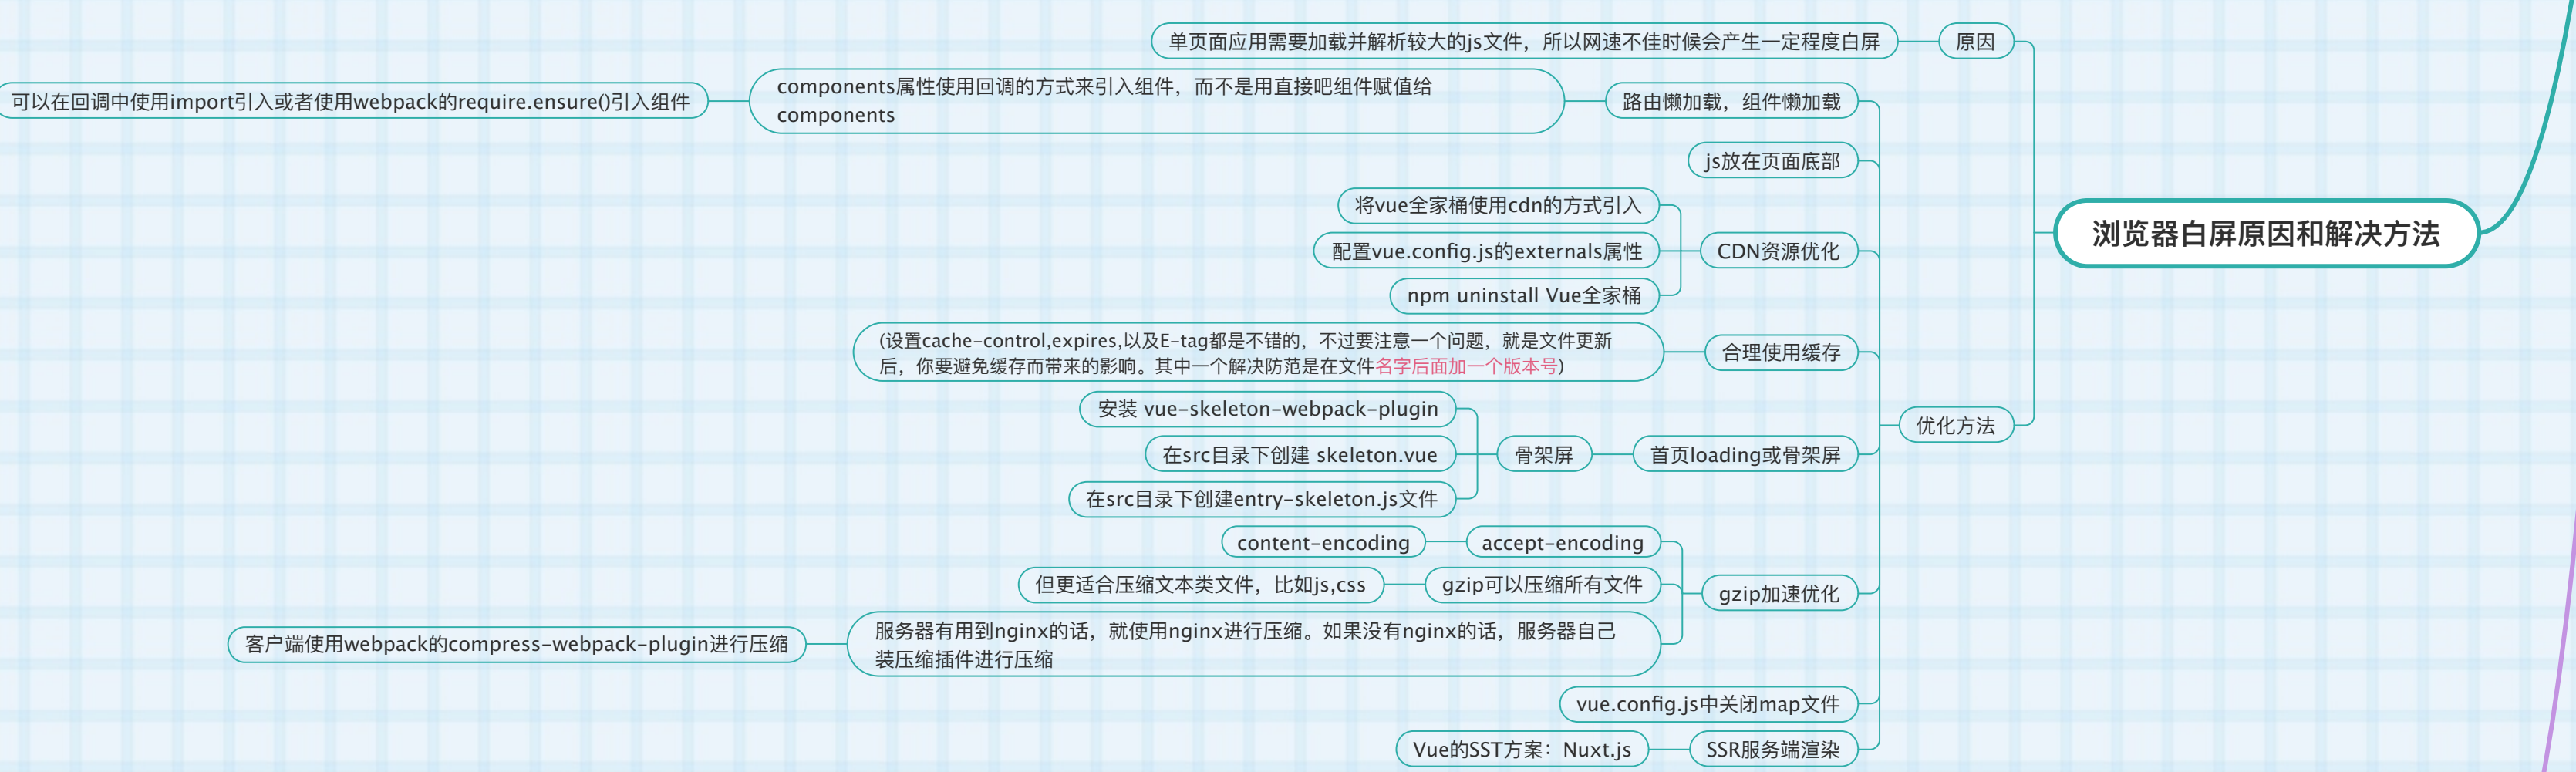 浏览器白屏原因和解决方法
原因
单页面应用需要加载并解析较大的js文件，所以网速不佳时候会产生一定程度白屏
优化方法
路由懒加载，组件懒加载
components属性使用回调的方式来引入组件，而不是用直接吧组件赋值给
components
可以在回调中使用import引入或者使用webpack的require.ensure()引入组件
js放在页面底部
CDN资源优化
将vue全家桶使用cdn的方式引入
配置vue.config.js的externals属性
npm uninstall Vue全家桶
合理使用缓存
(设置cache-control,expires,以及E-tag都是不错的，不过要注意一个问题，就是文件更新
后，你要避免缓存而带来的影响。其中一个解决防范是在文件名字后面加一个版本号)
首页loading或骨架屏
骨架屏
安装 vue-skeleton-webpack-plugin
在src目录下创建 skeleton.vue
在src目录下创建entry-skeleton.js文件
gzip加速优化
accept-encoding
content-encoding
gzip可以压缩所有文件
但更适合压缩文本类文件，比如js,css
服务器有用到nginx的话，就使用nginx进行压缩。如果没有nginx的话，服务器自己
装压缩插件进行压缩
客户端使用webpack的compress-webpack-plugin进行压缩
vue.config.js中关闭map文件
SSR服务端渲染
Vue的SST方案：Nuxt.js